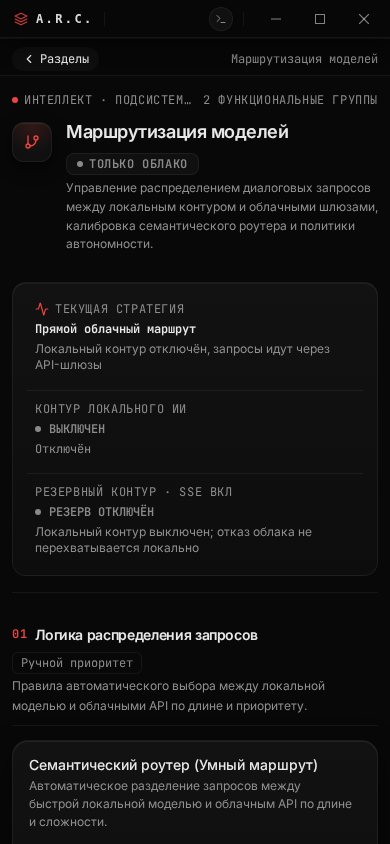 A.R.C.
Разделы
Маршрутизация моделей
ИНТЕЛЛЕКТ · ПОДСИСТЕМ… 2 ФУНКЦИОНАЛЬНЫЕ ГРУППЫ
Маршрутизация моделей
ТОЛЬКО ОБЛАКО
Управление распределением диалоговых запросов
между локальным контуром и облачными шлюзами,
калибровка семантического роутера и политики
автономности.
ТЕКУЩАЯ СТРАТЕГИЯ
Прямой облачный маршрут
Локальный контур отключён, запросы идут через
API-шлюзы
КОНТУР ЛОКАЛЬНОГО ИИ
ВЫКЛЮЧЕН
Отключён
РЕЗЕРВНЫЙ КОНТУР · SSE ВКЛ
РЕЗЕРВ ОТКЛЮЧЁН
Локальный контур выключен; отказ облака не
перехватывается локально
01 Логика распределения запросов
Ручной приоритет
Правила автоматического выбора между локальной
моделью и облачными API по длине и приоритету.
Семантический роутер (Умный маршрут)
Автоматическое разделение запросов между
быстрой локальной моделью и облачным API по длине
и сложности.